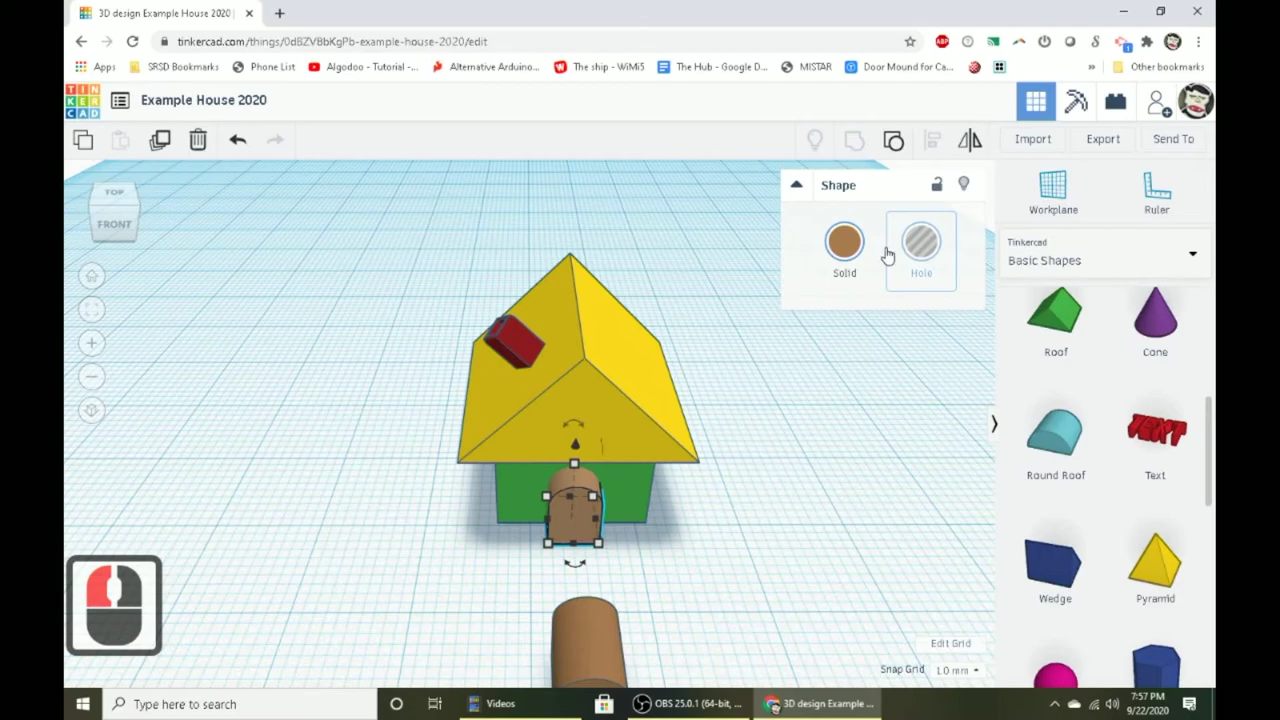 3D design Example House 2020 |
tinkercad.com/things/0dBZVBbKgPb-example-house-2020/edit
ABP
Apps
SRSD Bookmarks
Phone List
Algodoo - Tutorial -...
Alternative Arduino...
The ship - WiMi5
The Hub - Google D...
MISTAR
Door Mound for Ca...
»
Other bookmarks
TIN
KER
CAD
Example House 2020
Import
Export
Send To
TOP
FRONT
Shape
Solid
Hole
Workplane
Ruler
Tinkercad
Basic Shapes
Roof
Cone
Round Roof
TEXT
Text
Wedge
Pyramid
Edit Grid
Snap Grid
1.0 mm
Type here to search
Videos
OBS 25.0.1 (64-bit, ...
3D design Example ...
7:57 PM
9/22/2020